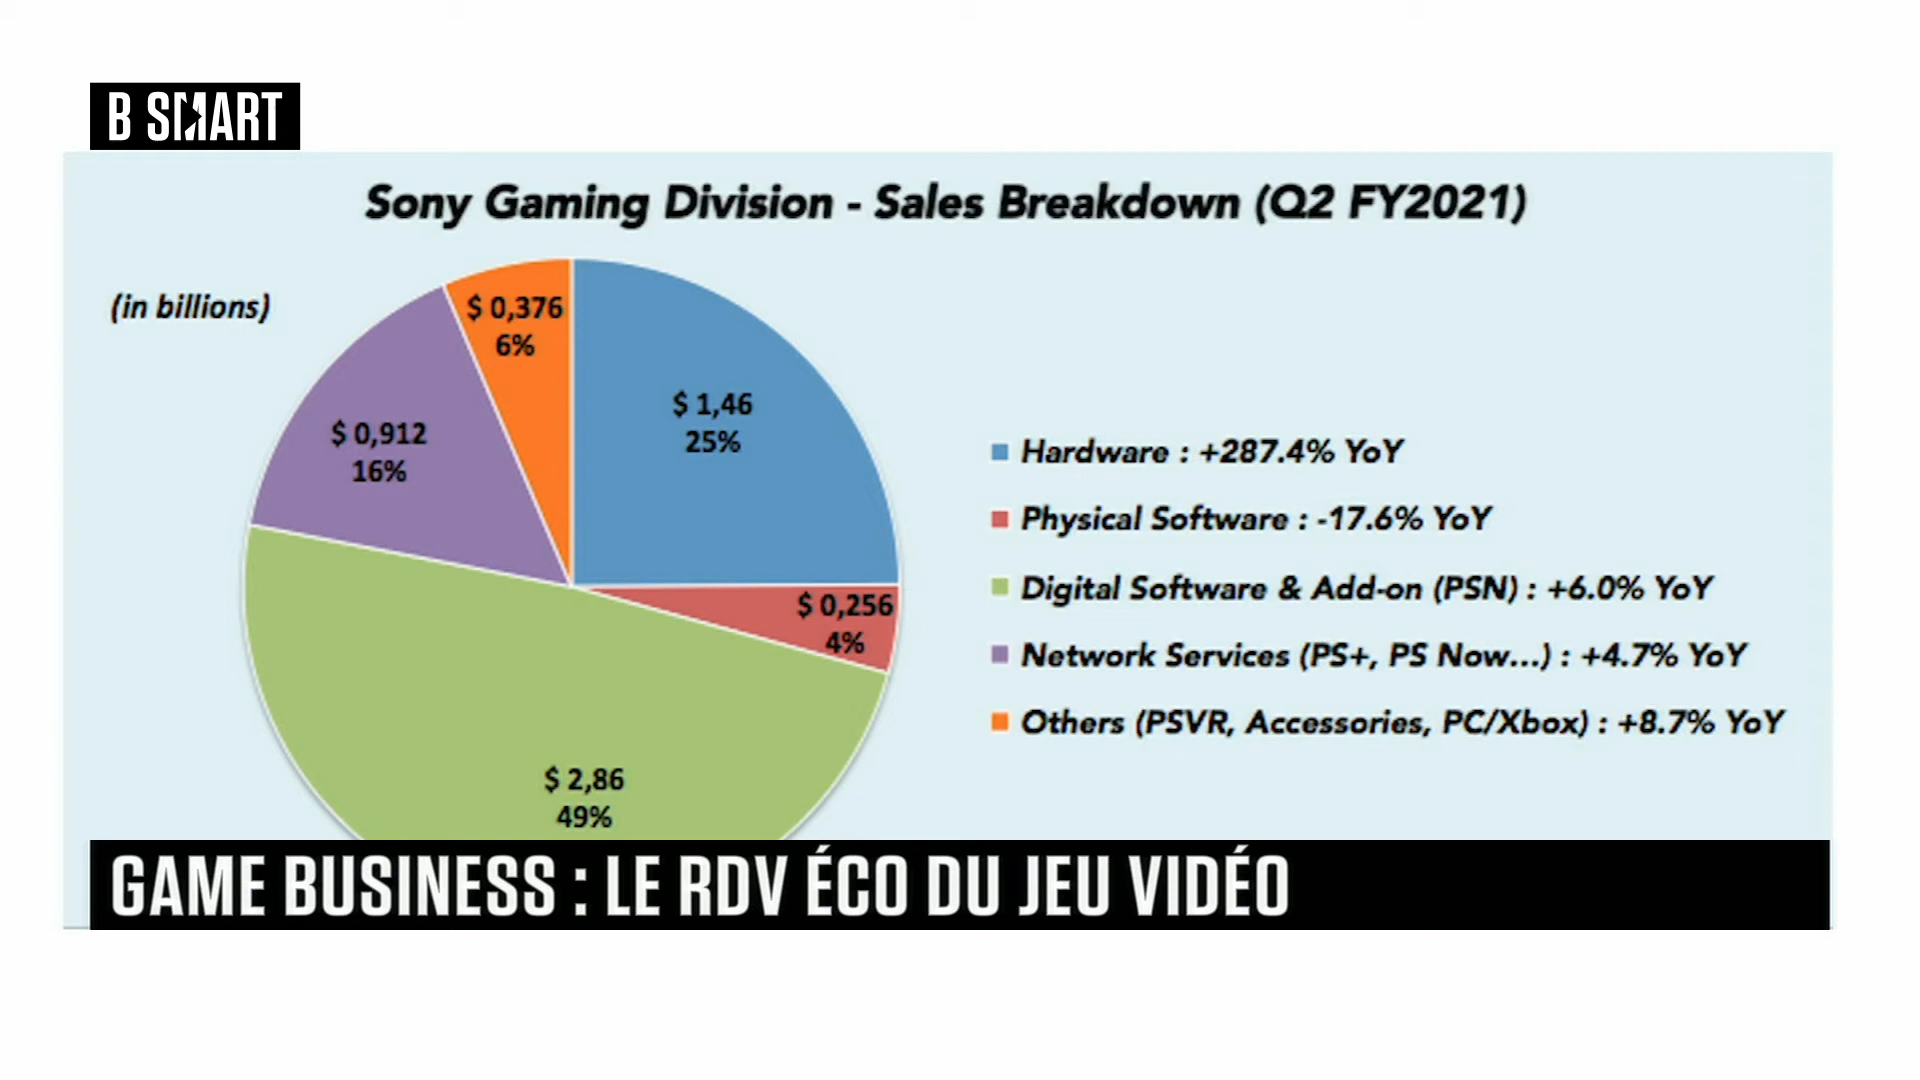 B SMART
Sony Gaming Division - Sales Breakdown (Q2 FY2021)
(in billions)
$ 0,376
6%
$ 1,46
25%
$ 0,912
16%
$ 0,256
4%
$ 2,86
49%
Hardware : +287.4% YoY
Physical Software : -17.6% YoY
Digital Software & Add-on (PSN) : +6.0% YoY
Network Services (PS+, PS Now...) : +4.7% YoY
Others (PSVR, Accessories, PC/Xbox) : +8.7% YoY
GAME BUSINESS : LE RDV ÉCO DU JEU VIDÉO